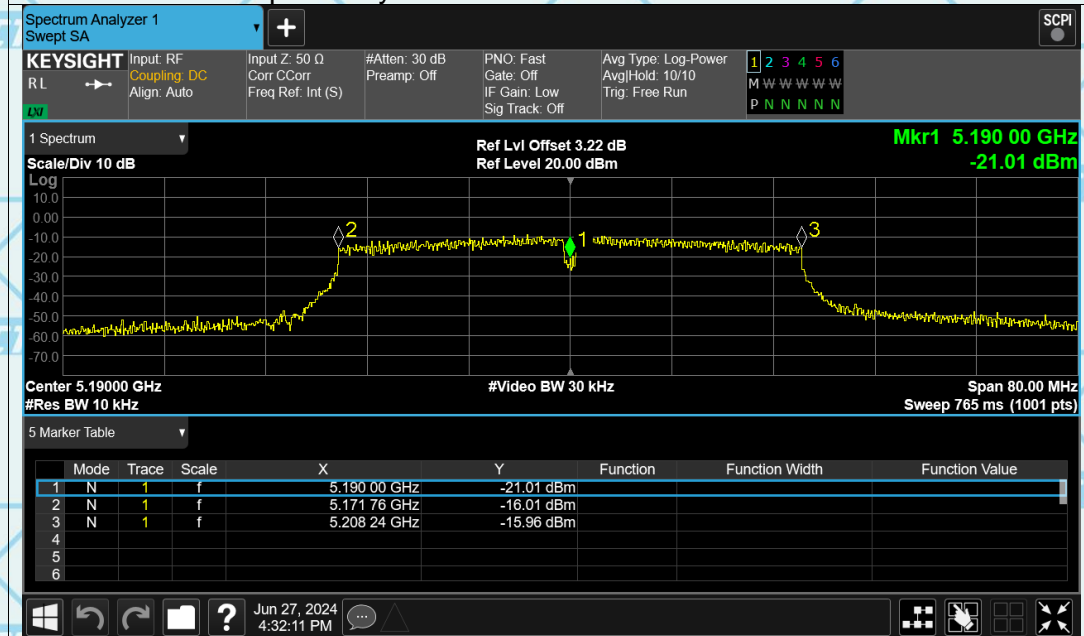 Spectrum Analyzer 1
Swept SA
+
SCPI
KEYSIGHT
RL
LXI
Input: RF
Coupling: DC
Align: Auto
Input Z: 50 Ω
Corr CCorr
Freq Ref: Int (S)
#Atten: 30 dB
Preamp: Off
PNO: Fast
Gate: Off
IF Gain: Low
Sig Track: Off
Avg Type: Log-Power
Avg|Hold: 10/10
Trig: Free Run
1 2 3 4 5 6
M W W W W W
P N N N N N
1 Spectrum
Scale/Div 10 dB
Ref Lvl Offset 3.22 dB
Ref Level 20.00 dBm
Mkr1 5.190 00 GHz
-21.01 dBm
Log
10.0
0.00
-10.0
-20.0
-30.0
-40.0
-50.0
-60.0
-70.0
2
1
3
Center 5.19000 GHz
#Video BW 30 kHz
Span 80.00 MHz
#Res BW 10 kHz
Sweep 765 ms (1001 pts)
5 Marker Table
Mode Trace Scale X Y Function Function Width Function Value
1 N 1 f 5.190 00 GHz -21.01 dBm
2 N 1 f 5.171 76 GHz -16.01 dBm
3 N 1 f 5.208 24 GHz -15.96 dBm
4
5
6
?
Jun 27, 2024
4:32:11 PM